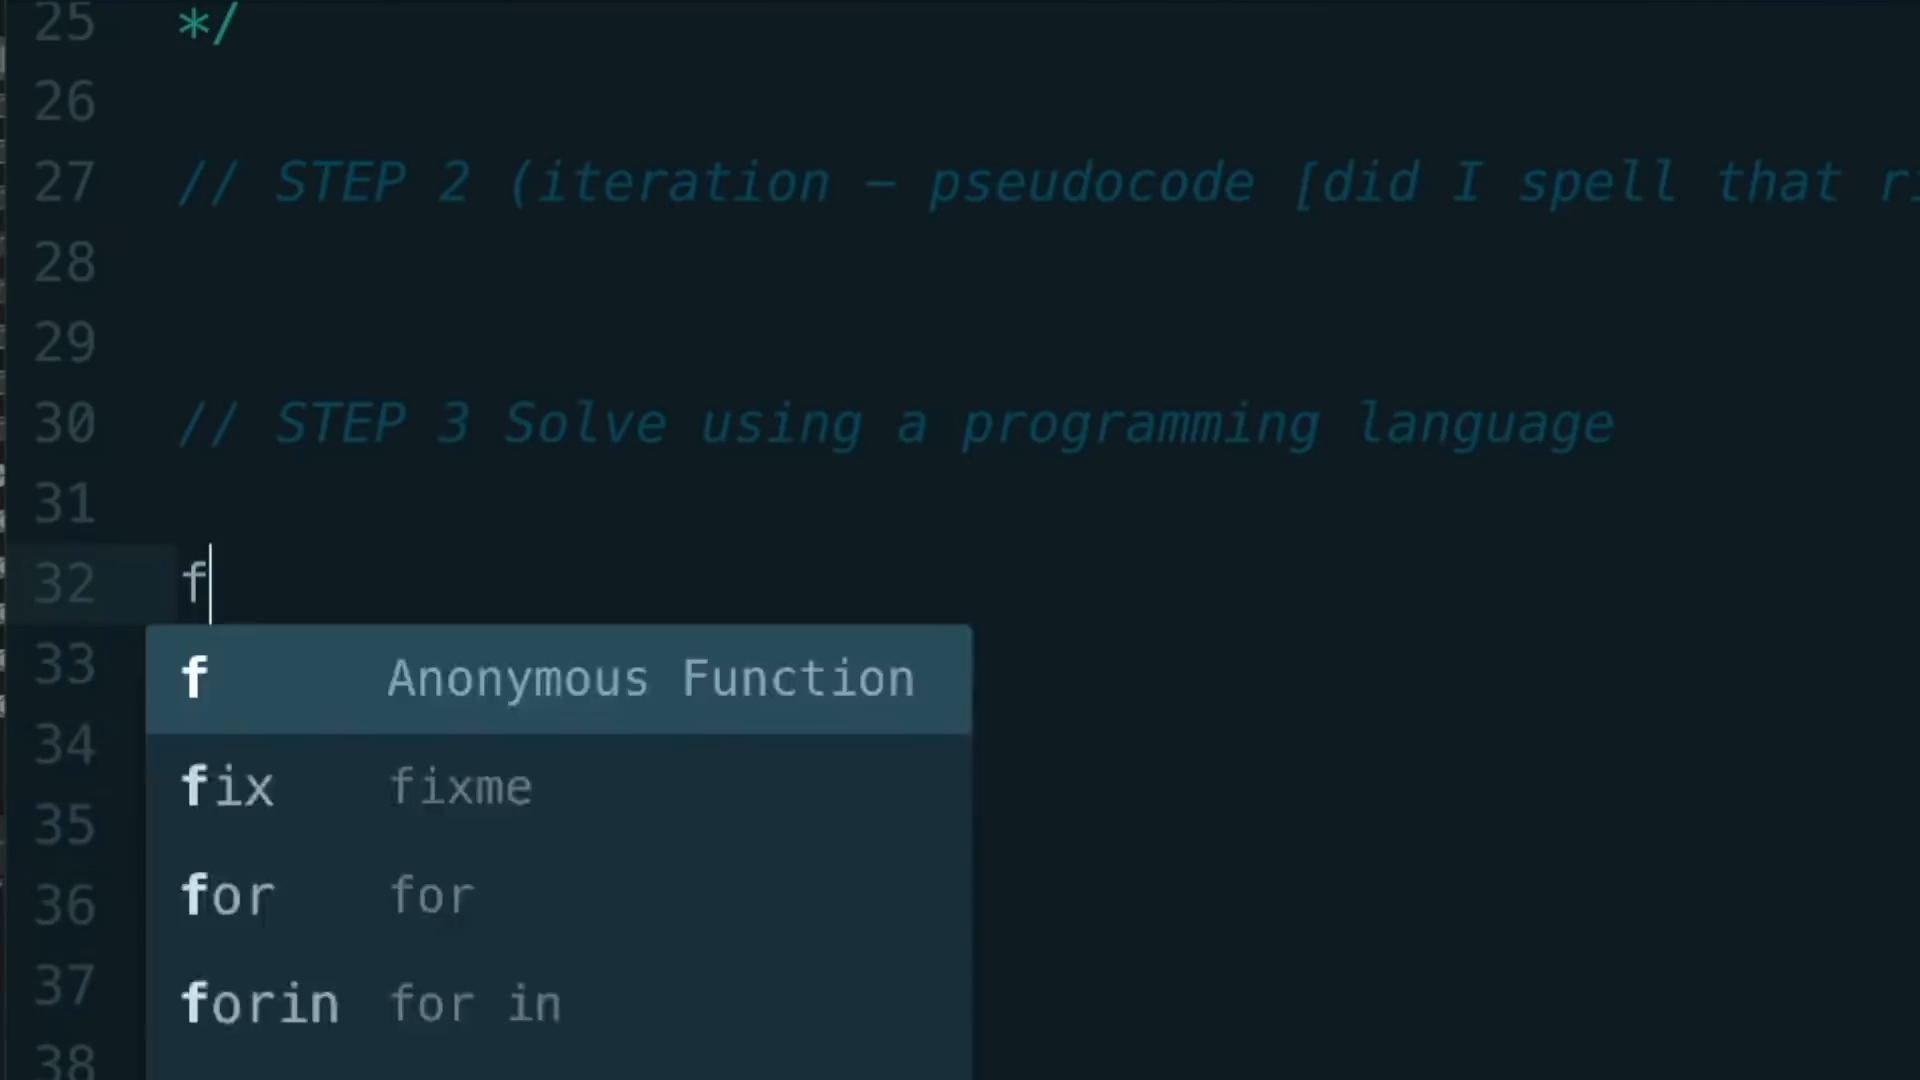 25 */
26
27 // STEP 2 (iteration – pseudocode [did I spell that
28
29
30 // STEP 3 Solve using a programming language
31
32 f
33 f Anonymous Function
34
fix fixme
35
36 for for
37
forin for in
38